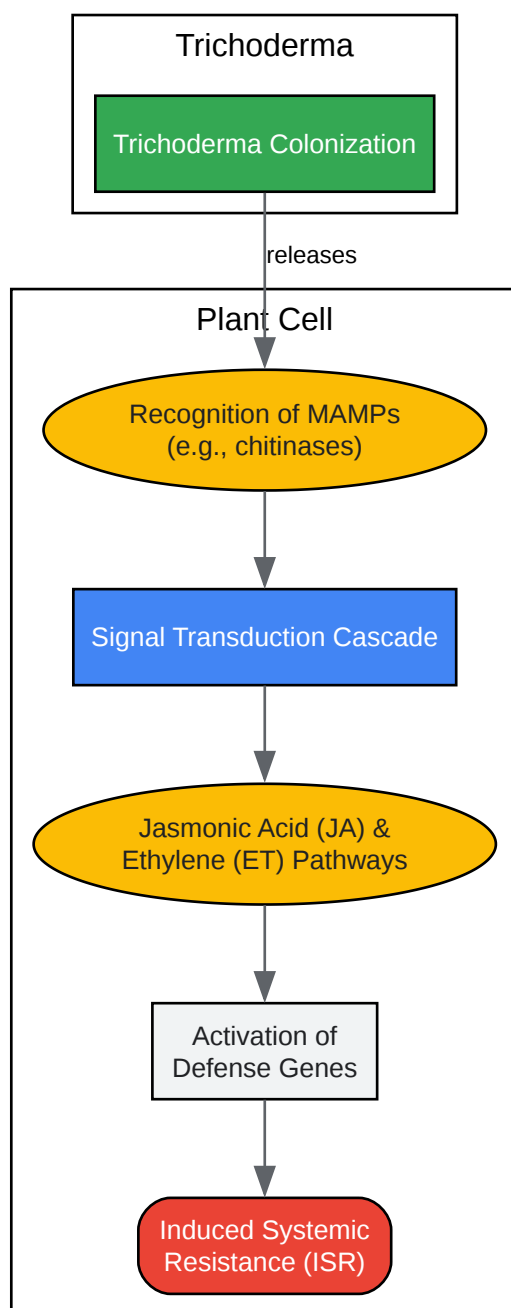 Trichoderma
Trichoderma Colonization
releases
Plant Cell
Recognition of MAMPs
(e.g., chitinases)
Signal Transduction Cascade
Jasmonic Acid (JA) &
Ethylene (ET) Pathways
Activation of
Defense Genes
Induced Systemic
Resistance (ISR)